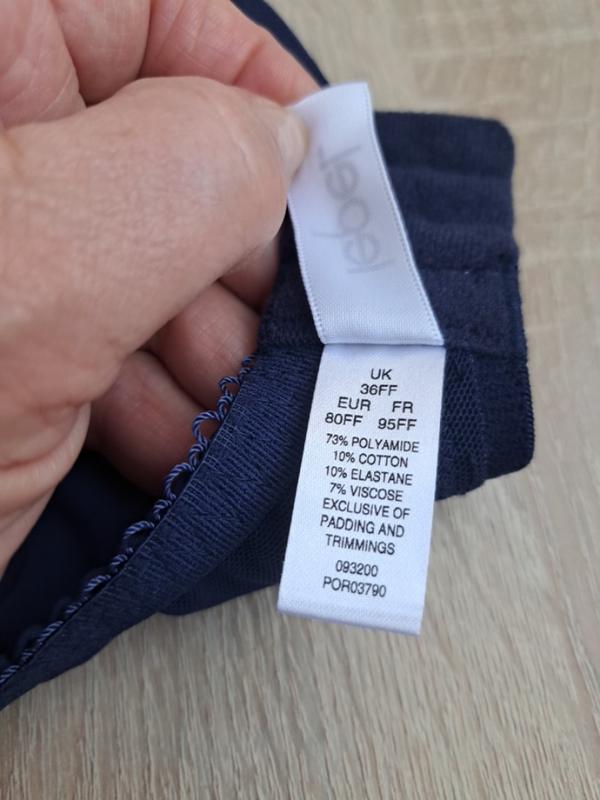 UK
36FF
EUR FR
80FF 95FF
73% POLYAMIDE
10% COTTON
10% ELASTANE
7% VISCOSE
EXCLUSIVE OF
PADDING AND
TRIMMINGS
093200
POR03790